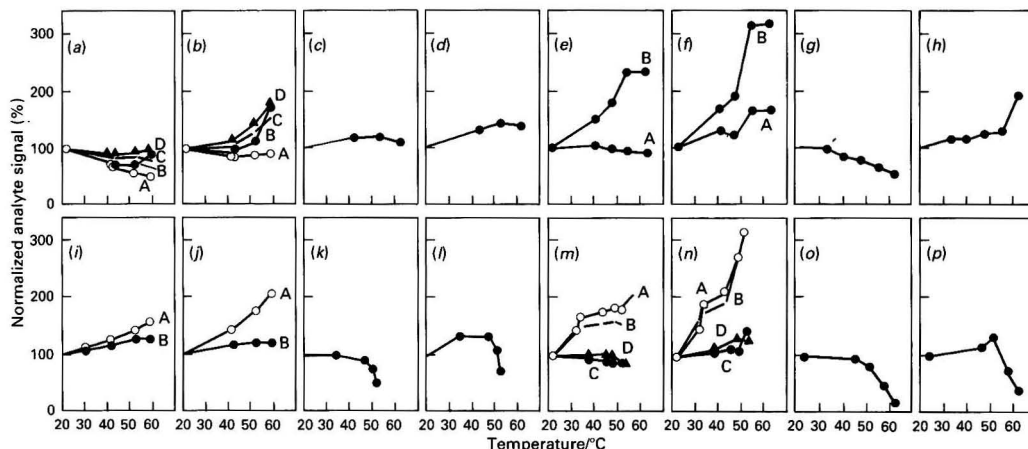 300 (a) (b) (c) (d) (e) B (f) B (g) (h)
200
D D C B A
100 C B A A A
0
Normalized analyte signal (%)
300 (i) (j) (k) (l) (m) (n) A (o) (p)
200 A A A B
100 B B B D C D C
0
20 30 40 50 60 20 30 40 50 60 20 30 40 50 60 20 30 40 50 60 20 30 40 50 60 20 30 40 50 60 20 30 40 50 60 20 30 40 50 60
Temperature/°C